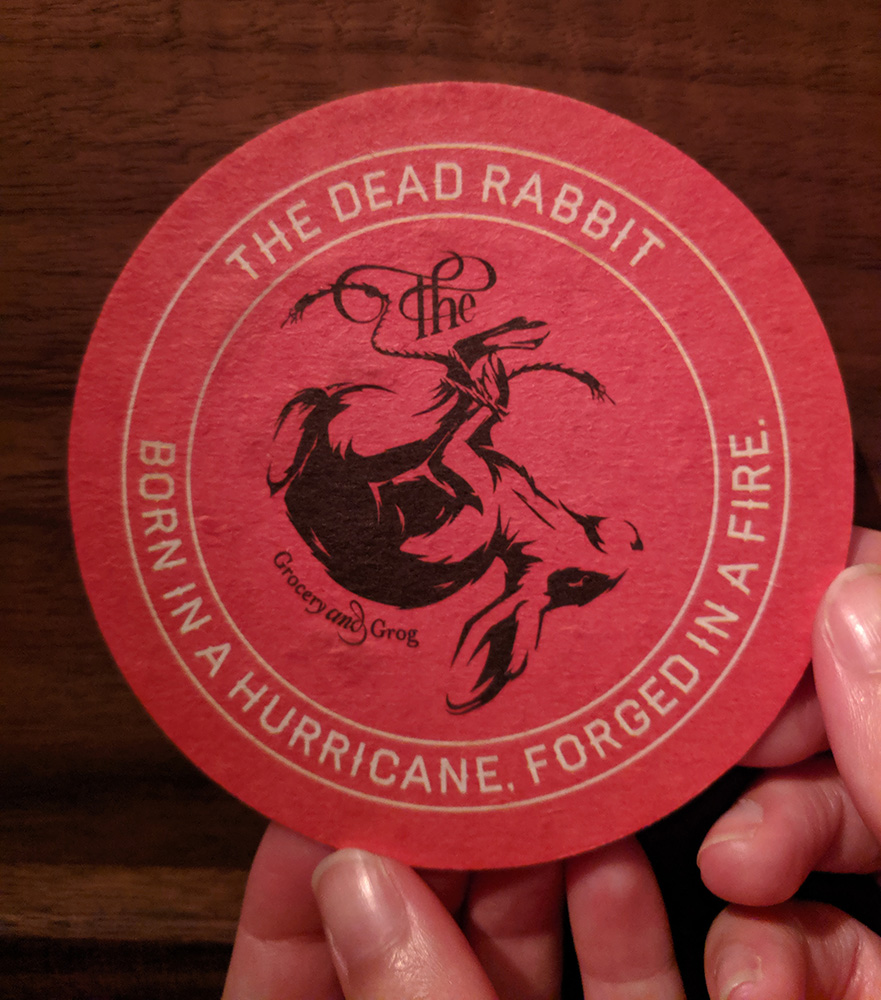 THE DEAD RABBIT
The
Grocery and Grog
BORN IN A HURRICANE, FORGED IN A FIRE.